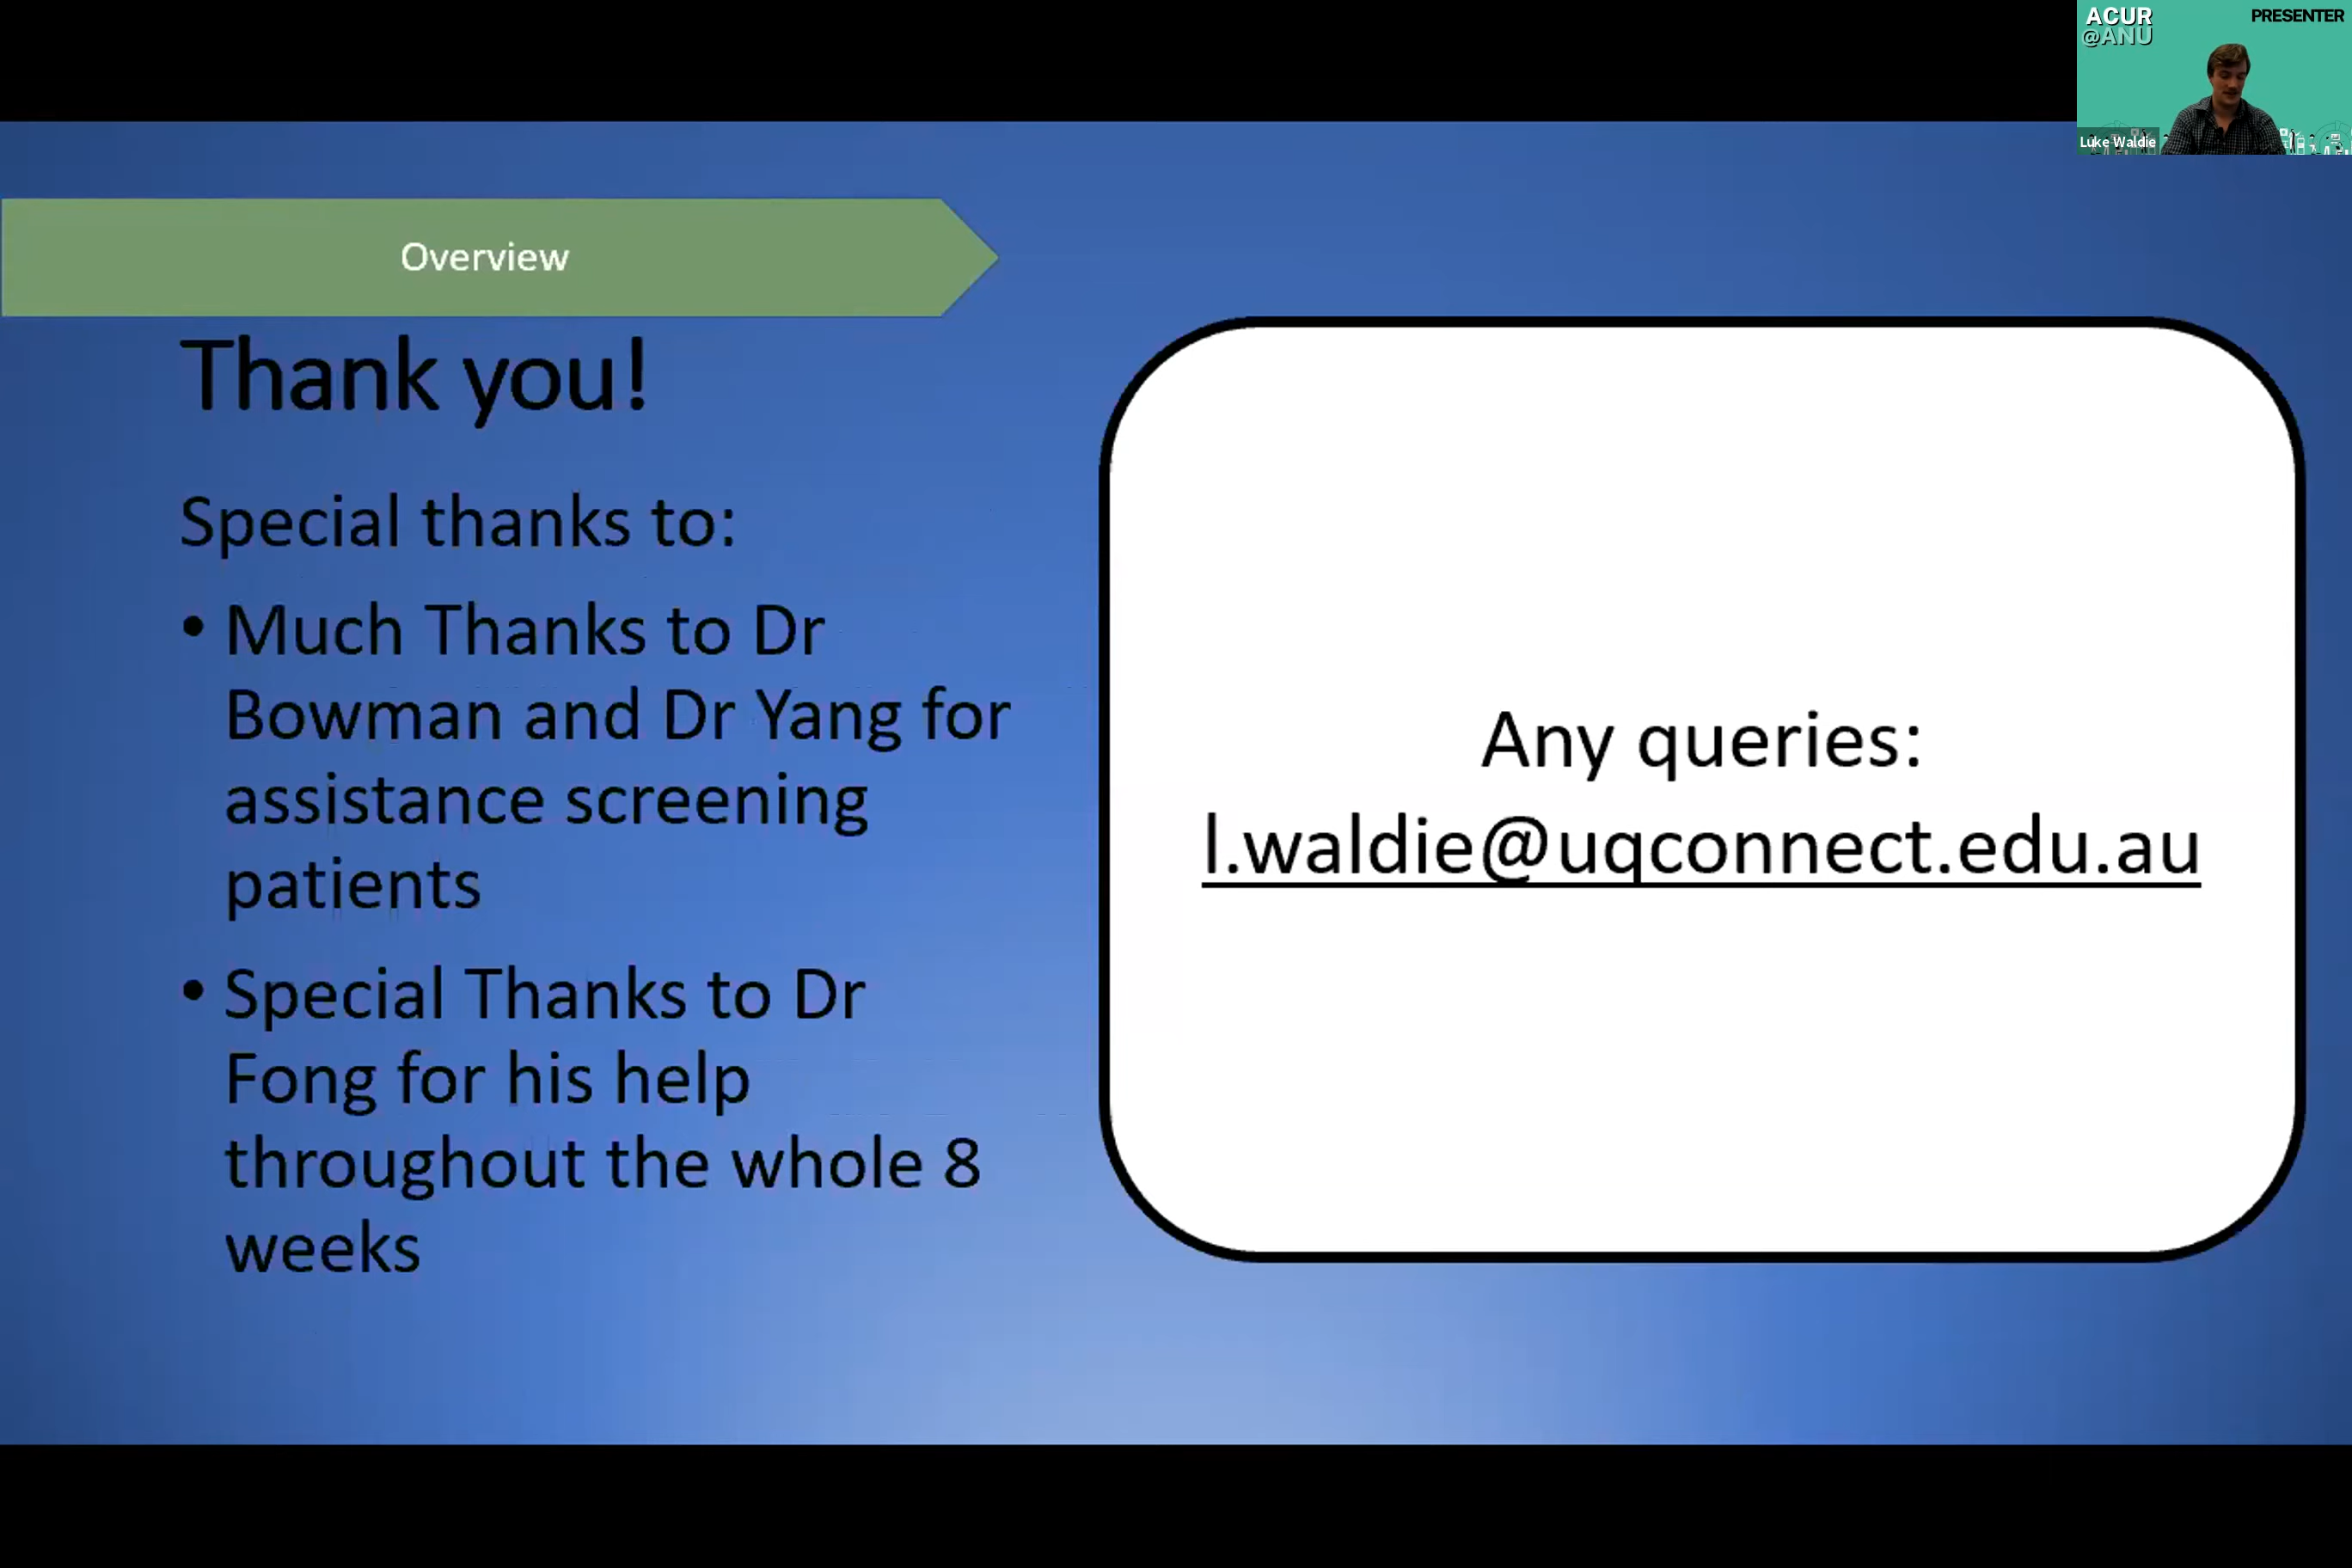 ACUR
@ANU
PRESENTER
Luke Waldie
Overview
Thank you!
Special thanks to:
• Much Thanks to Dr
Bowman and Dr Yang for
assistance screening
patients
• Special Thanks to Dr
Fong for his help
throughout the whole 8
weeks
Any queries:
l.waldie@uqconnect.edu.au